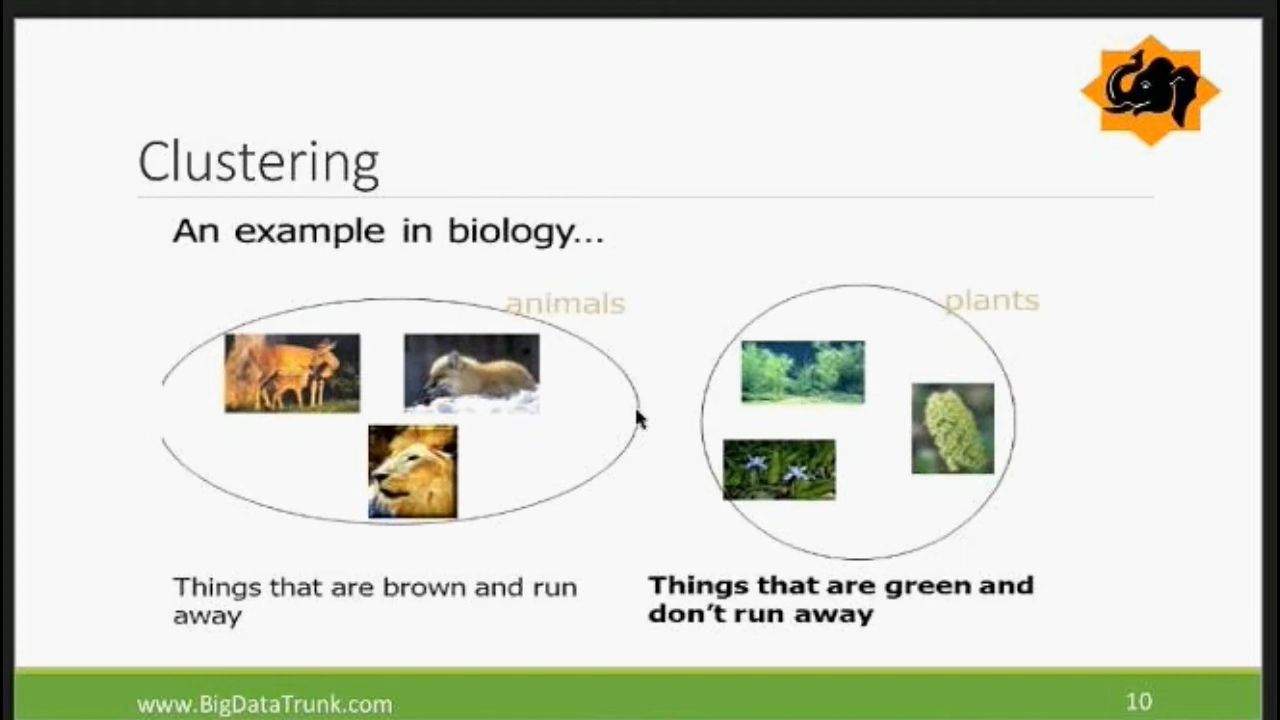 Clustering
An example in biology...
animals
plants
Things that are brown and run
away
Things that are green and
don't run away
www.BigDataTrunk.com
10